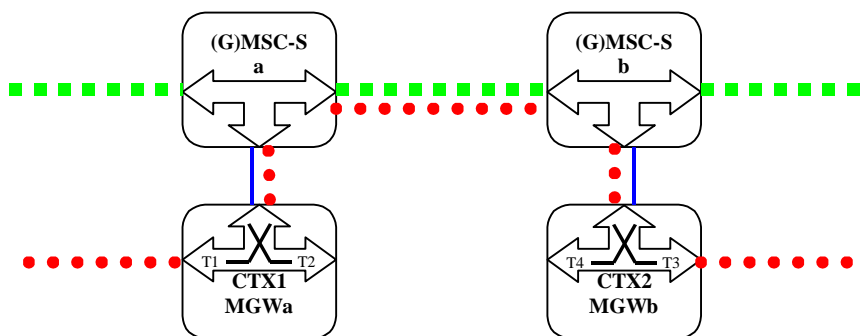 (G)MSC-S
a
(G)MSC-S
b
T1 T2
CTX1
MGWa
T4 T3
CTX2
MGWb